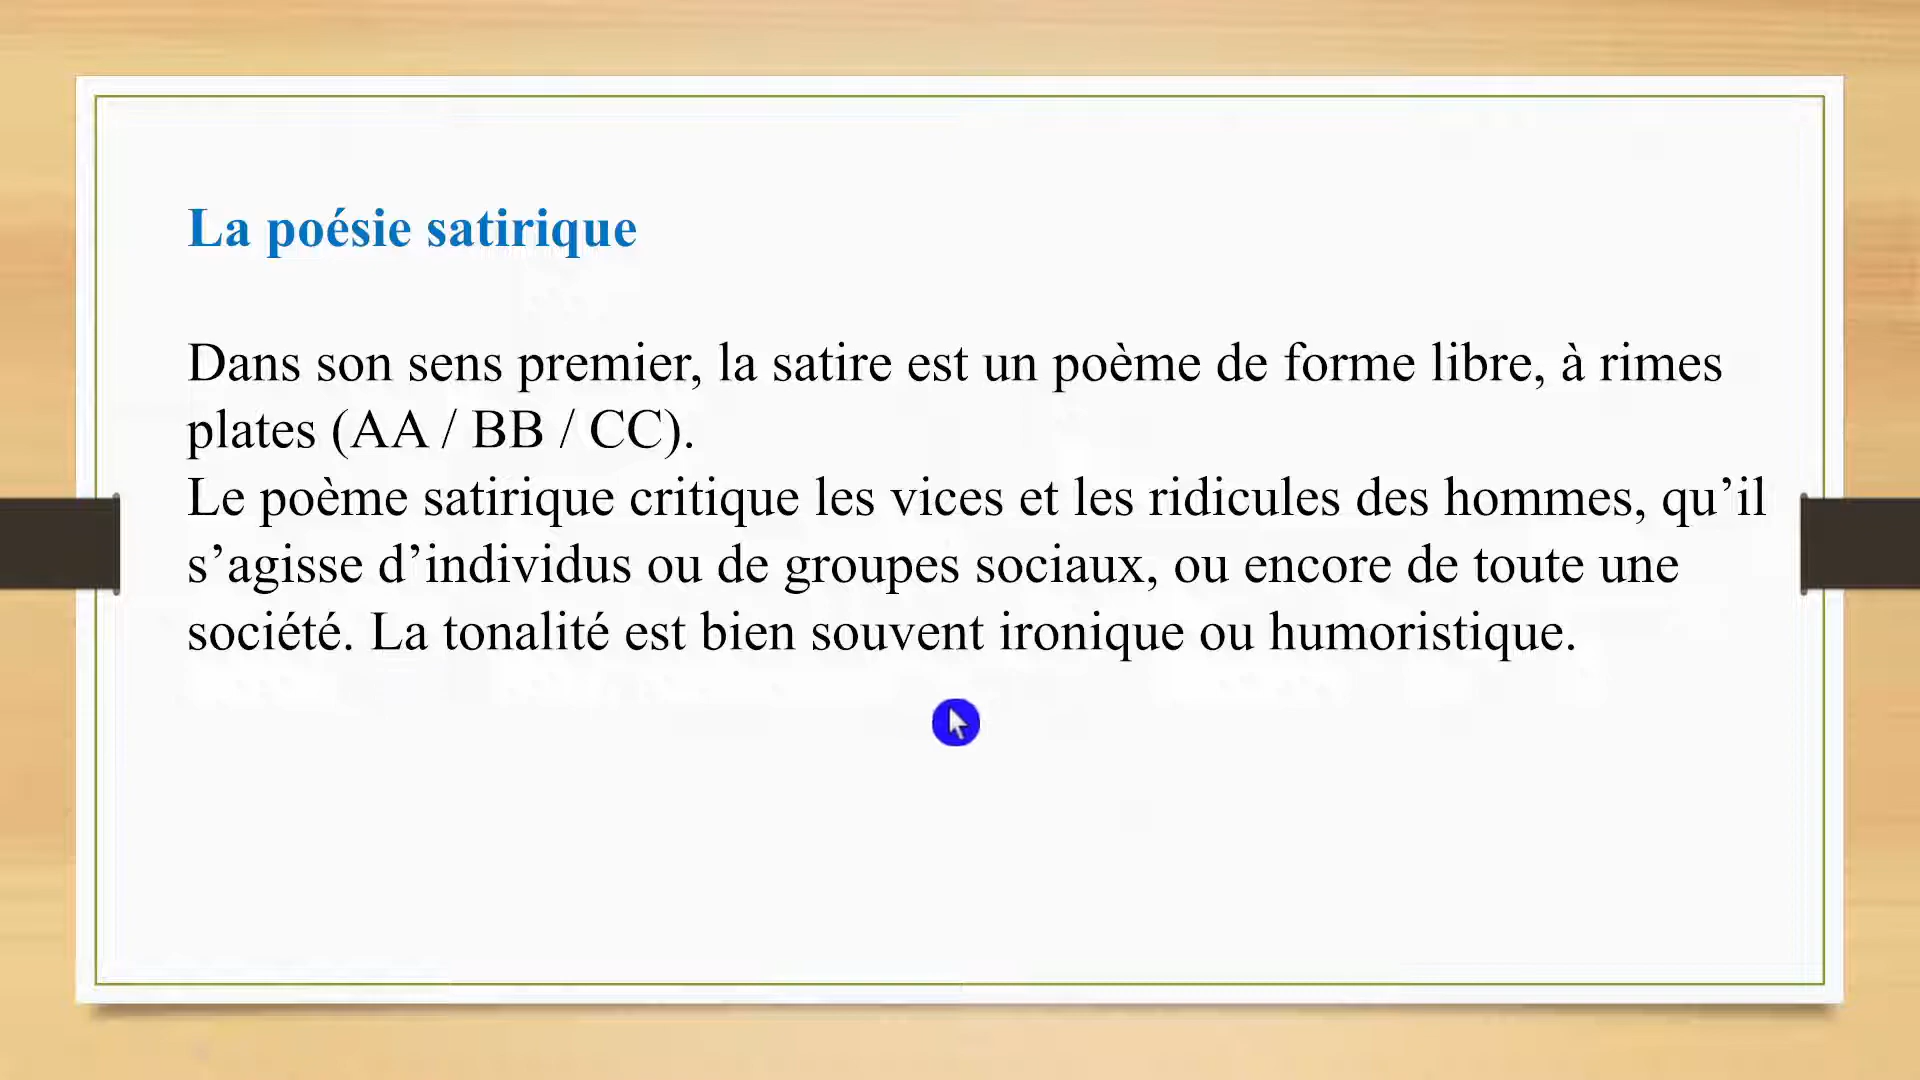 La poésie satirique
Dans son sens premier, la satire est un poème de forme libre, à rimes
plates (AA / BB / CC).
Le poème satirique critique les vices et les ridicules des hommes, qu’il
s’agisse d’individus ou de groupes sociaux, ou encore de toute une
société. La tonalité est bien souvent ironique ou humoristique.